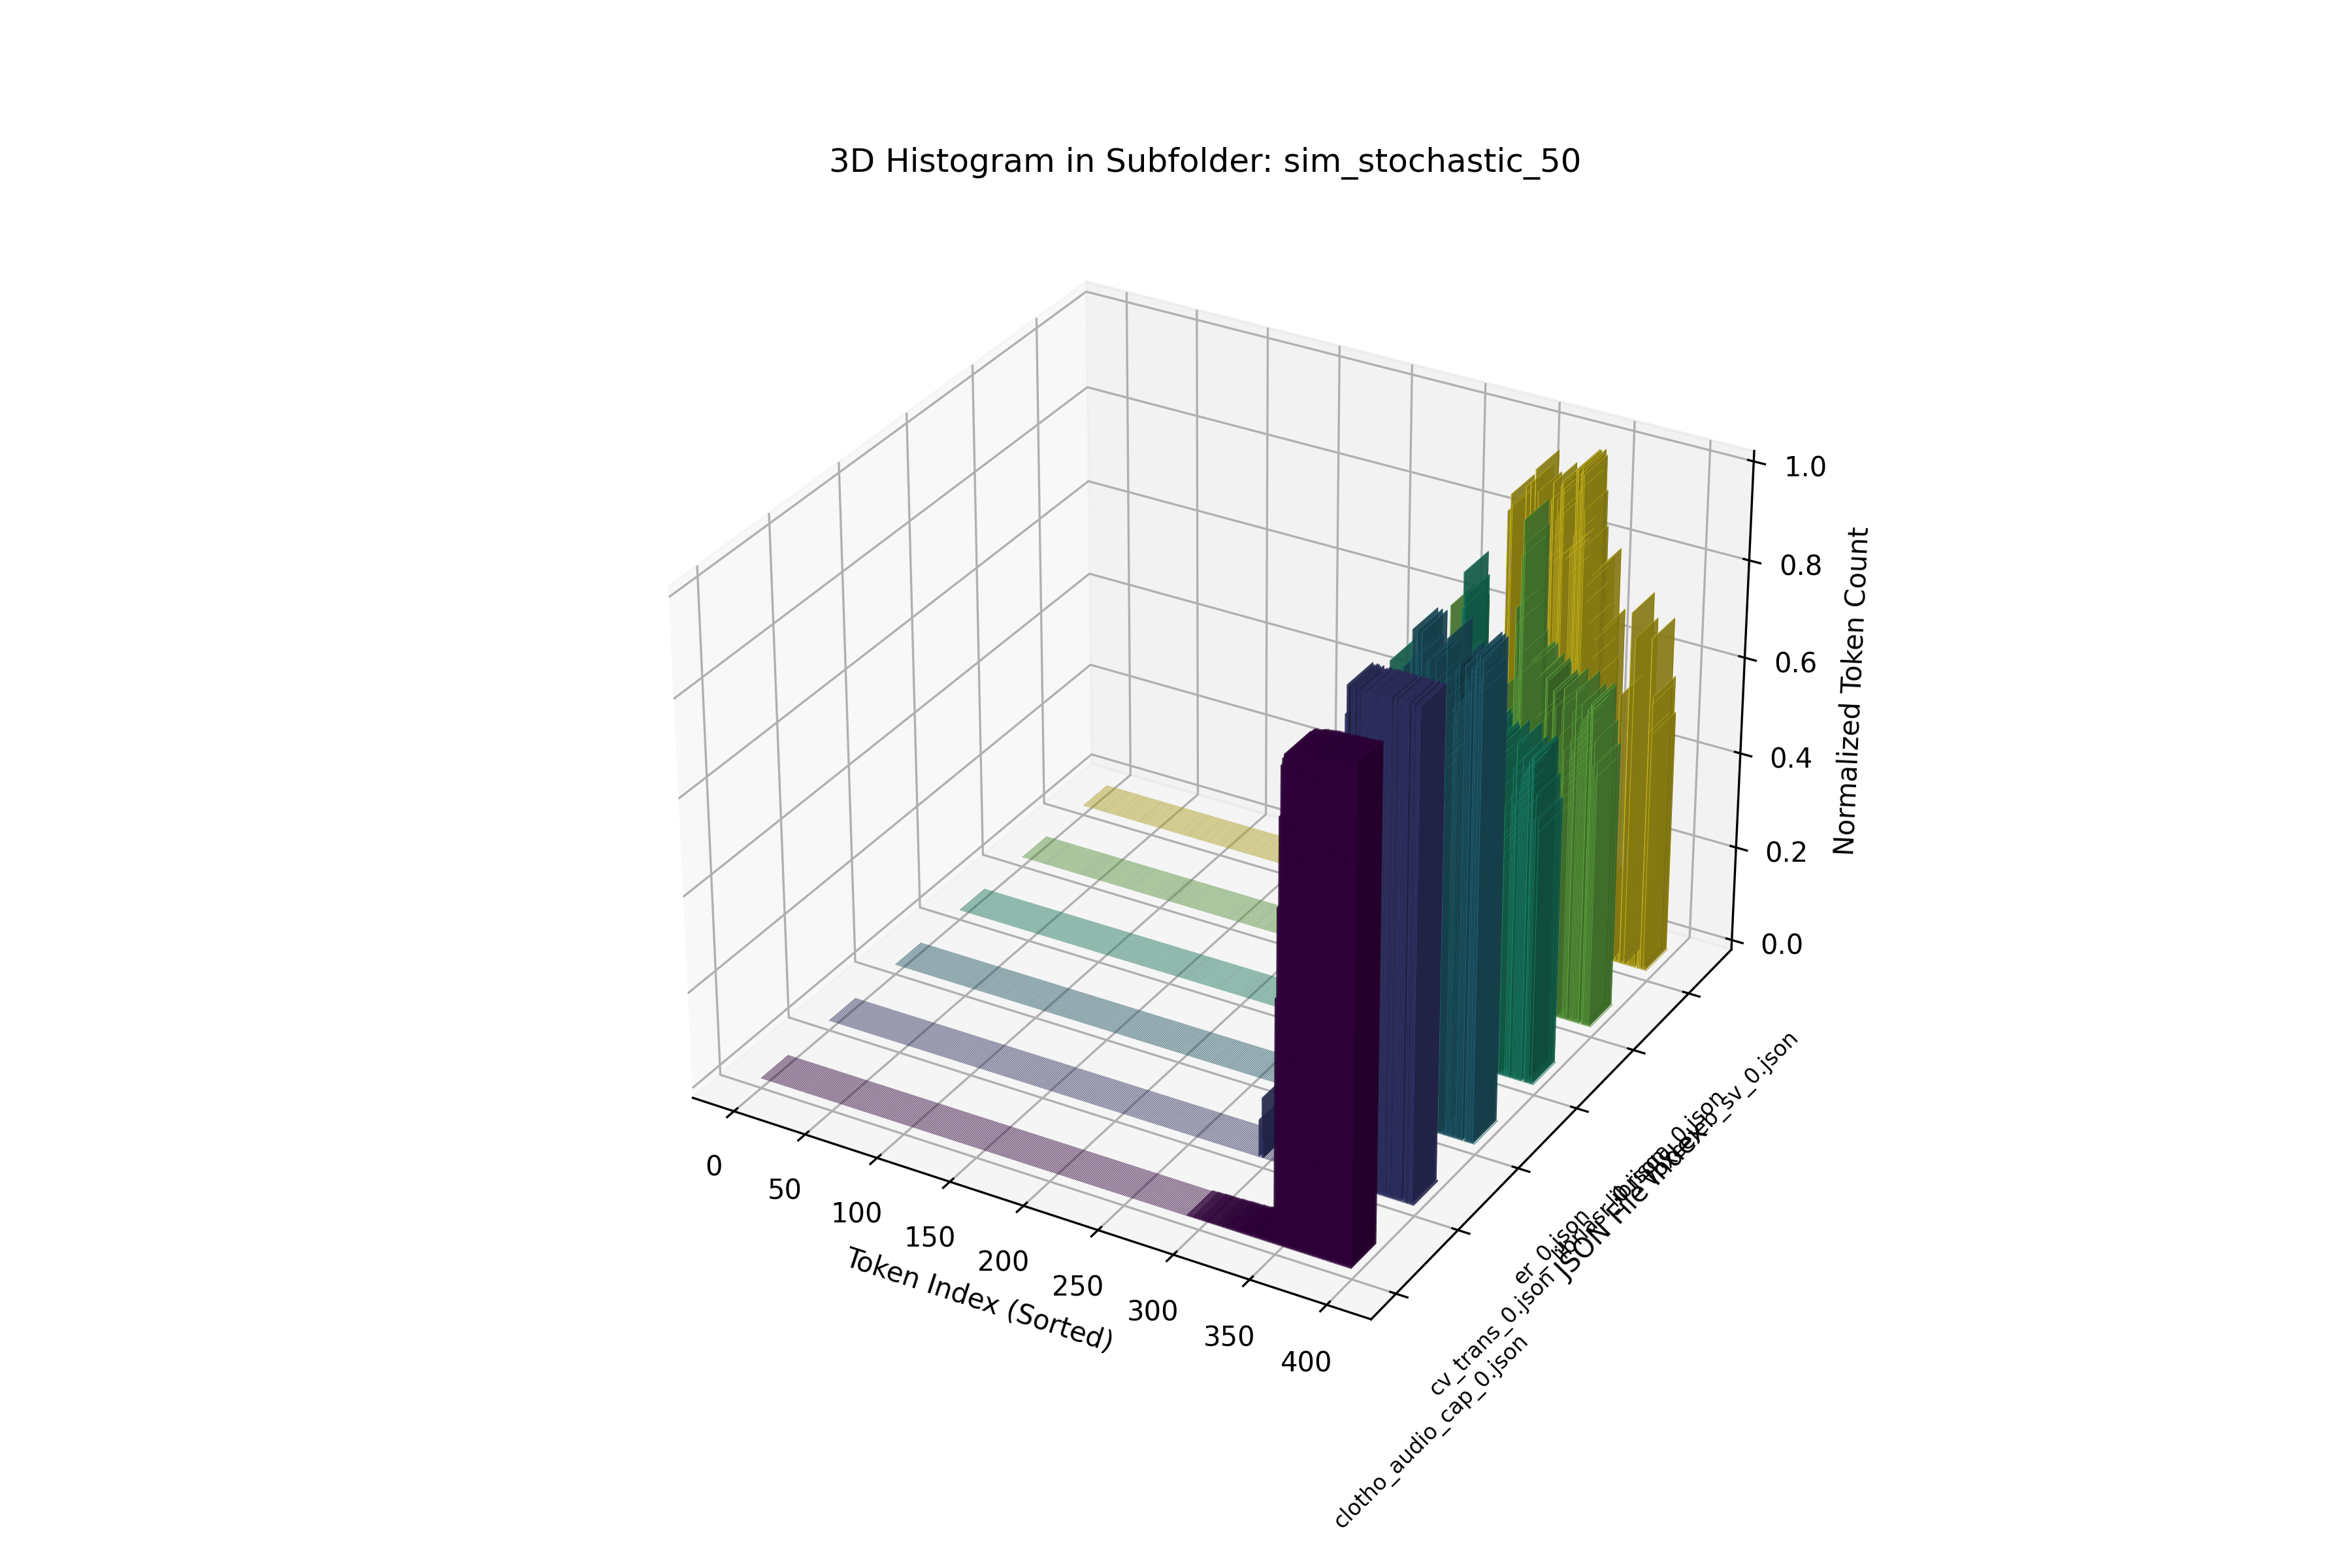 3D Histogram in Subfolder: sim_stochastic_50
1.0
0.8
0.6
0.4
0.2
0.0
Normalized Token Count
0
50
100
150
200
250
300
350
400
Token Index (Sorted)
clotho_audio_cap_0.json
cv_trans_0.json
er_0.json
JSON File Index